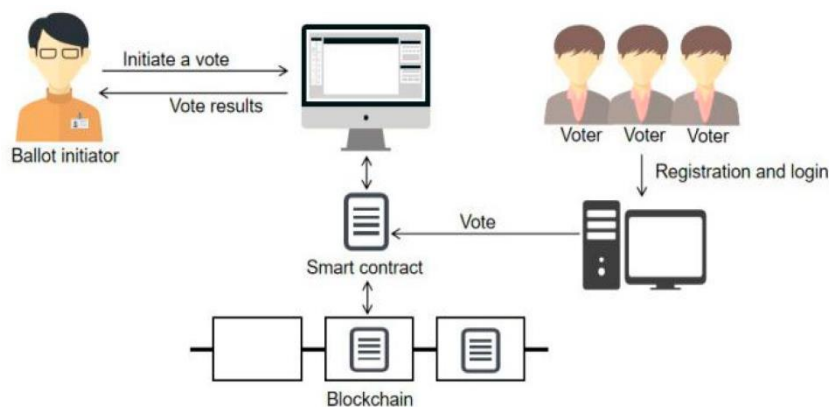 Initiate a vote
Vote results
Ballot initiator
Voter Voter Voter
Registration and login
Vote
Smart contract
Blockchain